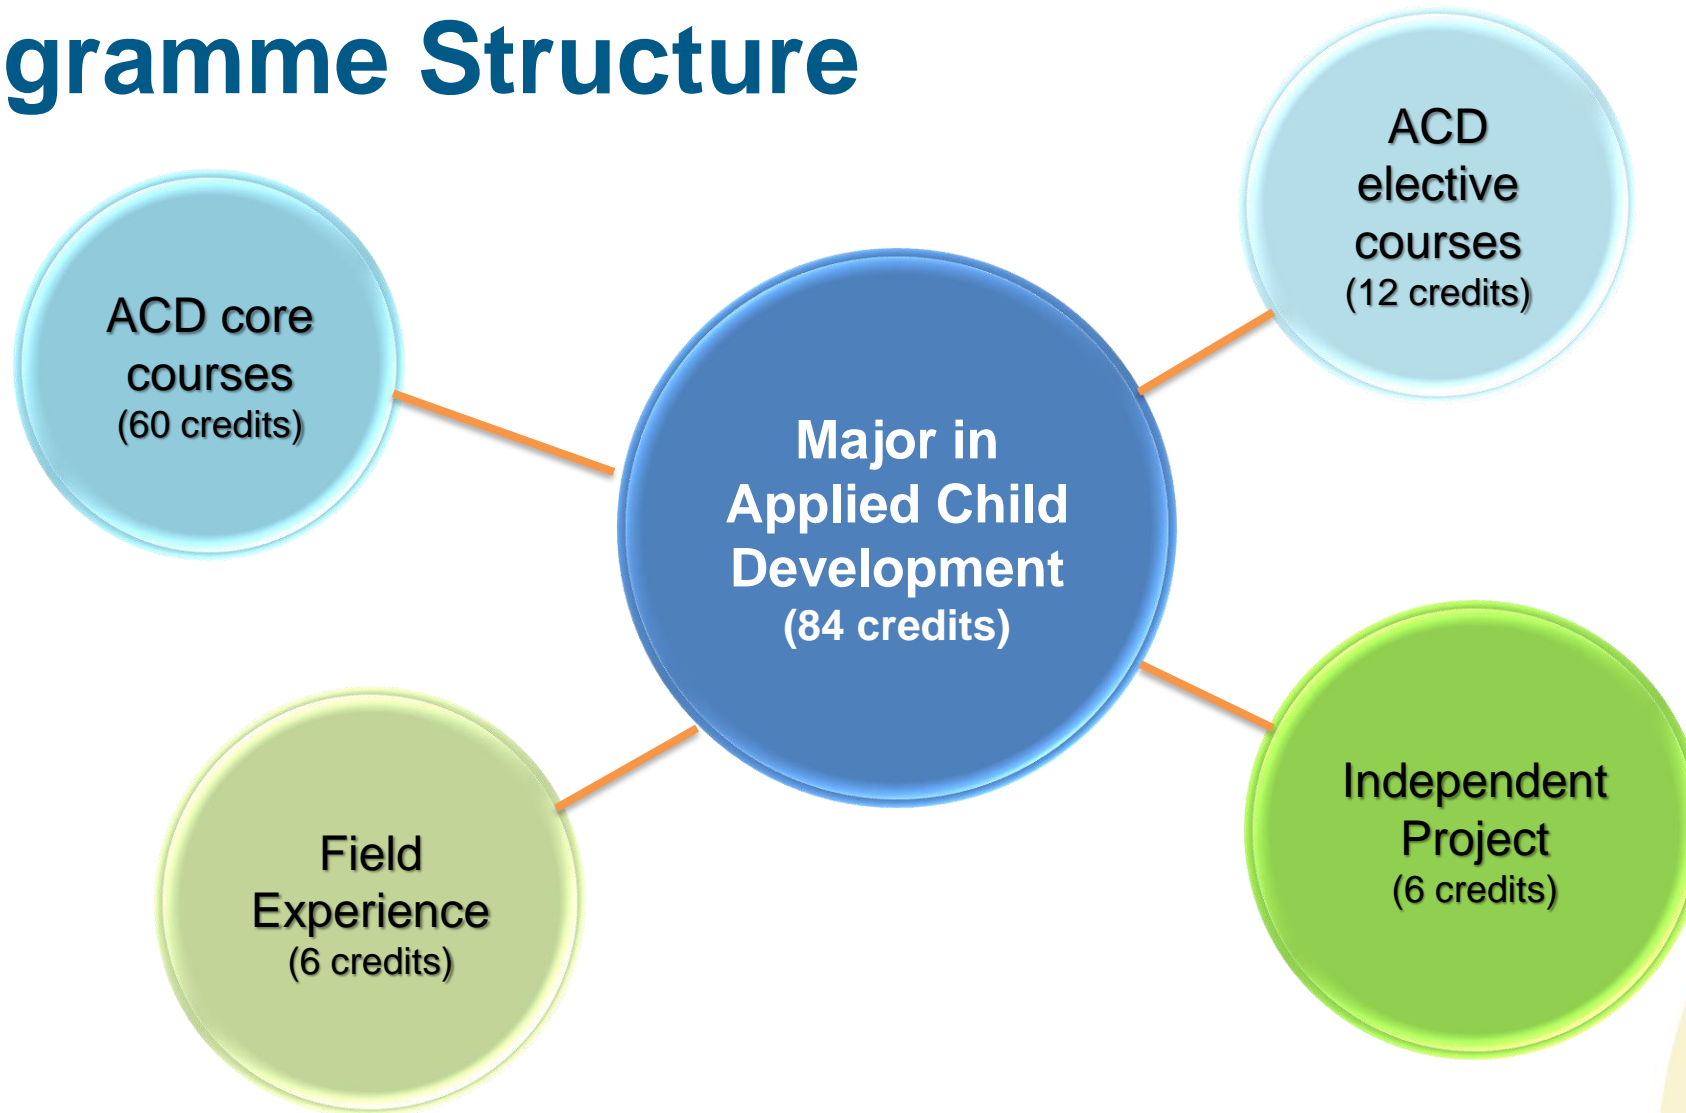 gramme Structure
ACD core
courses
(60 credits)
ACD
elective
courses
(12 credits)
Major in
Applied Child
Development
(84 credits)
Field
Experience
(6 credits)
Independent
Project
(6 credits)